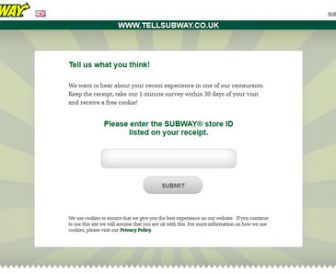 WAY
SUB
WWW.TELLSUBWAY.CO.UK
Tell us what you think!
We want to hear about your recent experience in one of our restaurants.
Keep the receipt, take our 1 minute survey within 30 days of your visit
and receive a free cookie!
Please enter the SUBWAY® store ID
listed on your receipt.
SUBMIT
We use cookies to ensure that we give you the best experience on our website. If you continue
to use this site we will assume that you are ok with this. For more information on how we use
cookies, please visit our Privacy Policy.